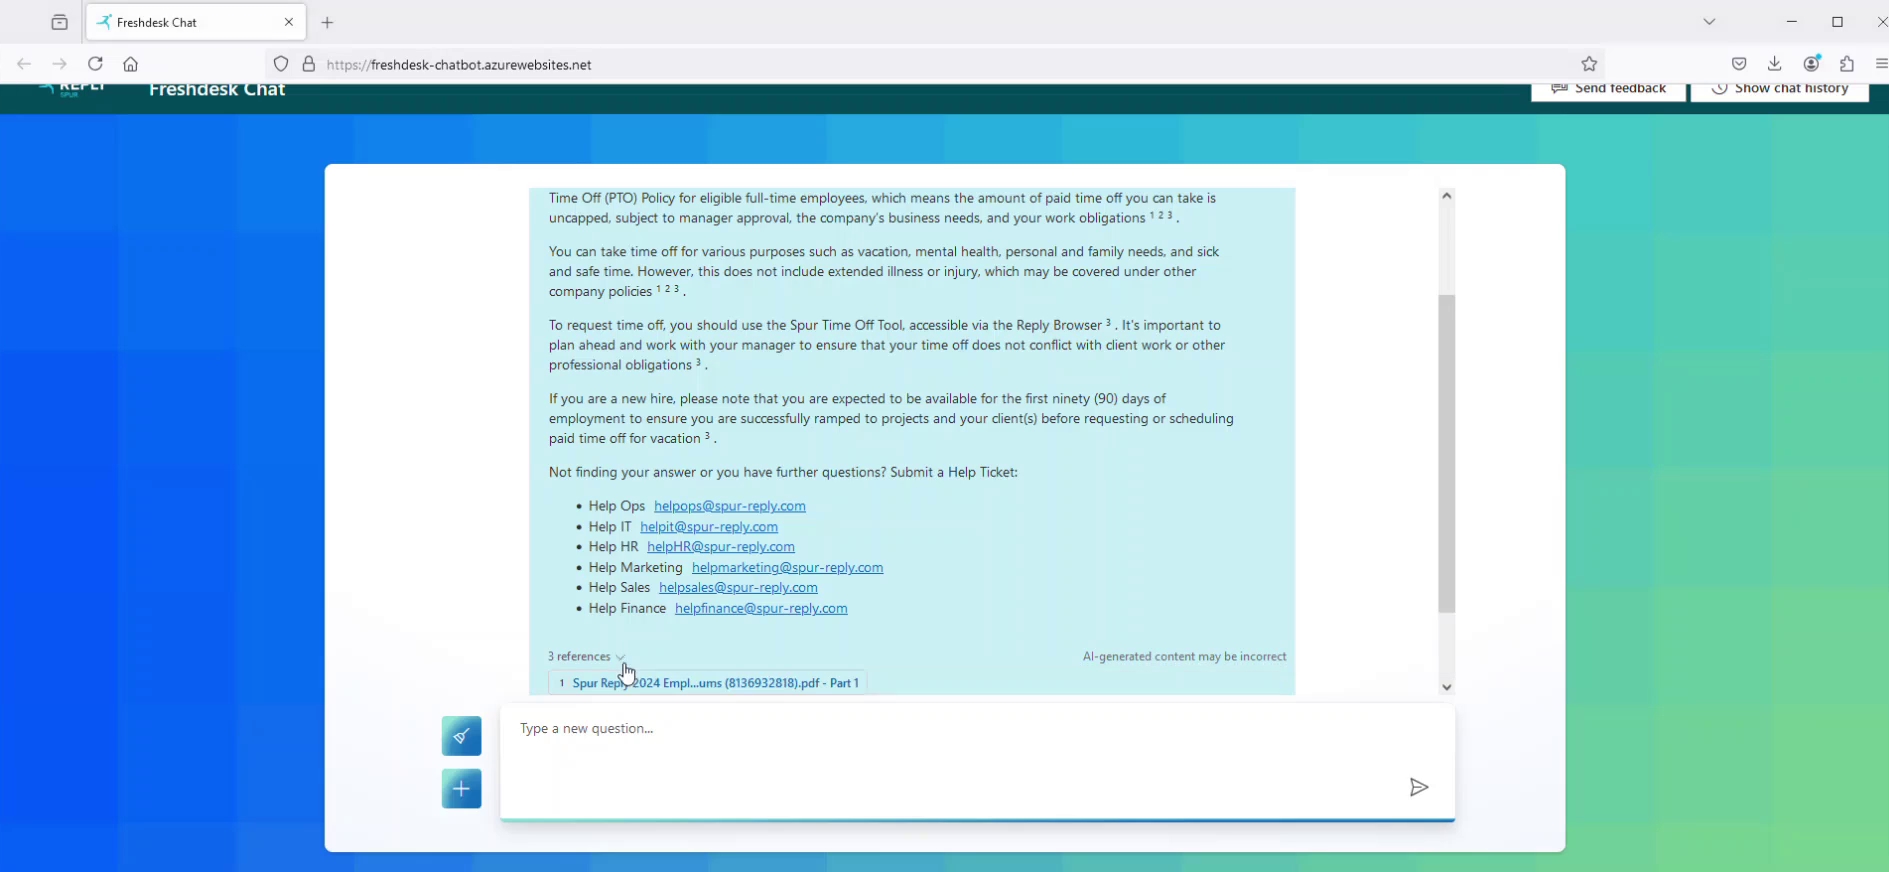 Freshdesk Chat
https://freshdesk-chatbot.azurewebsites.net
REPLY
SPUR
Freshdesk Chat
Send feedback
Show chat history
Time Off (PTO) Policy for eligible full-time employees, which means the amount of paid time off you can take is
uncapped, subject to manager approval, the company's business needs, and your work obligations 1 2 3 .
You can take time off for various purposes such as vacation, mental health, personal and family needs, and sick
and safe time. However, this does not include extended illness or injury, which may be covered under other
company policies 1 2 3 .
To request time off, you should use the Spur Time Off Tool, accessible via the Reply Browser 3 . It's important to
plan ahead and work with your manager to ensure that your time off does not conflict with client work or other
professional obligations 3 .
If you are a new hire, please note that you are expected to be available for the first ninety (90) days of
employment to ensure you are successfully ramped to projects and your client(s) before requesting or scheduling
paid time off for vacation 3 .
Not finding your answer or you have further questions? Submit a Help Ticket:
• Help Ops helpops@spur-reply.com
• Help IT helpit@spur-reply.com
• Help HR helpHR@spur-reply.com
• Help Marketing helpmarketing@spur-reply.com
• Help Sales helpsales@spur-reply.com
• Help Finance helpfinance@spur-reply.com
3 references
AI-generated content may be incorrect
1 Spur Reply 2024 Empl...ums (8136932818).pdf - Part 1
Type a new question...